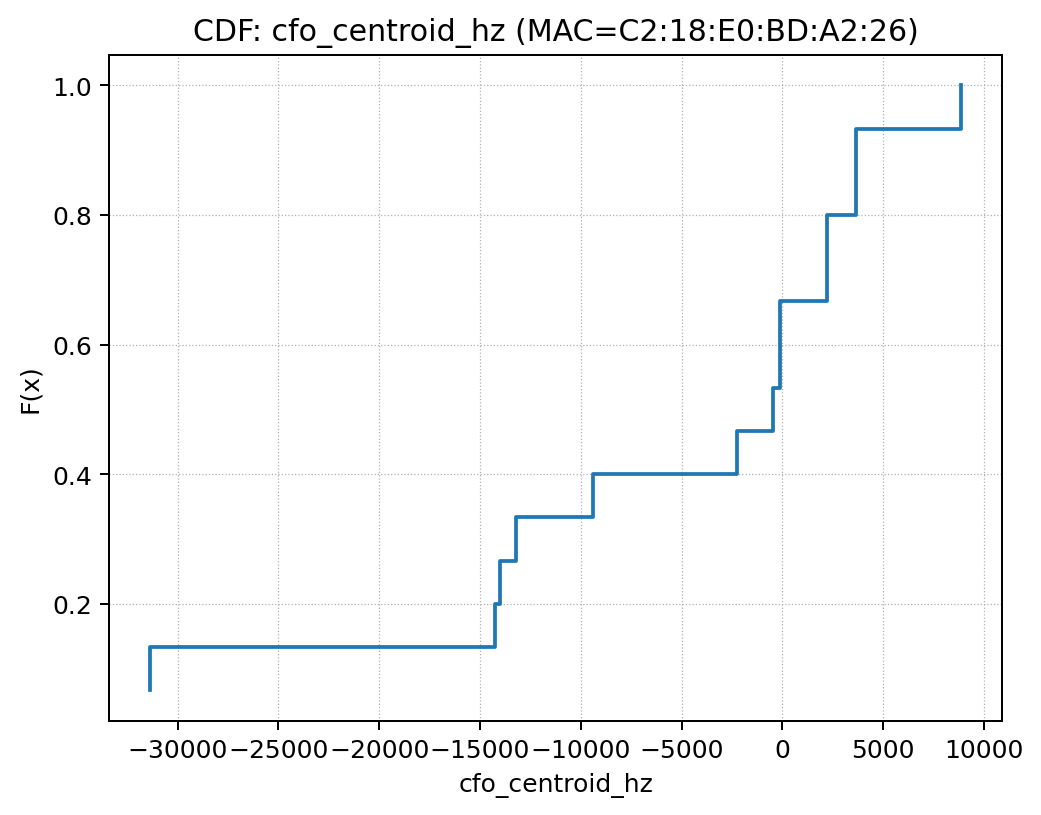 CDF: cfo_centroid_hz (MAC=C2:18:E0:BD:A2:26)
1.0
0.8
0.6
0.4
0.2
F(x)
−30000 −25000 −20000 −15000 −10000 −5000 0 5000 10000
cfo_centroid_hz